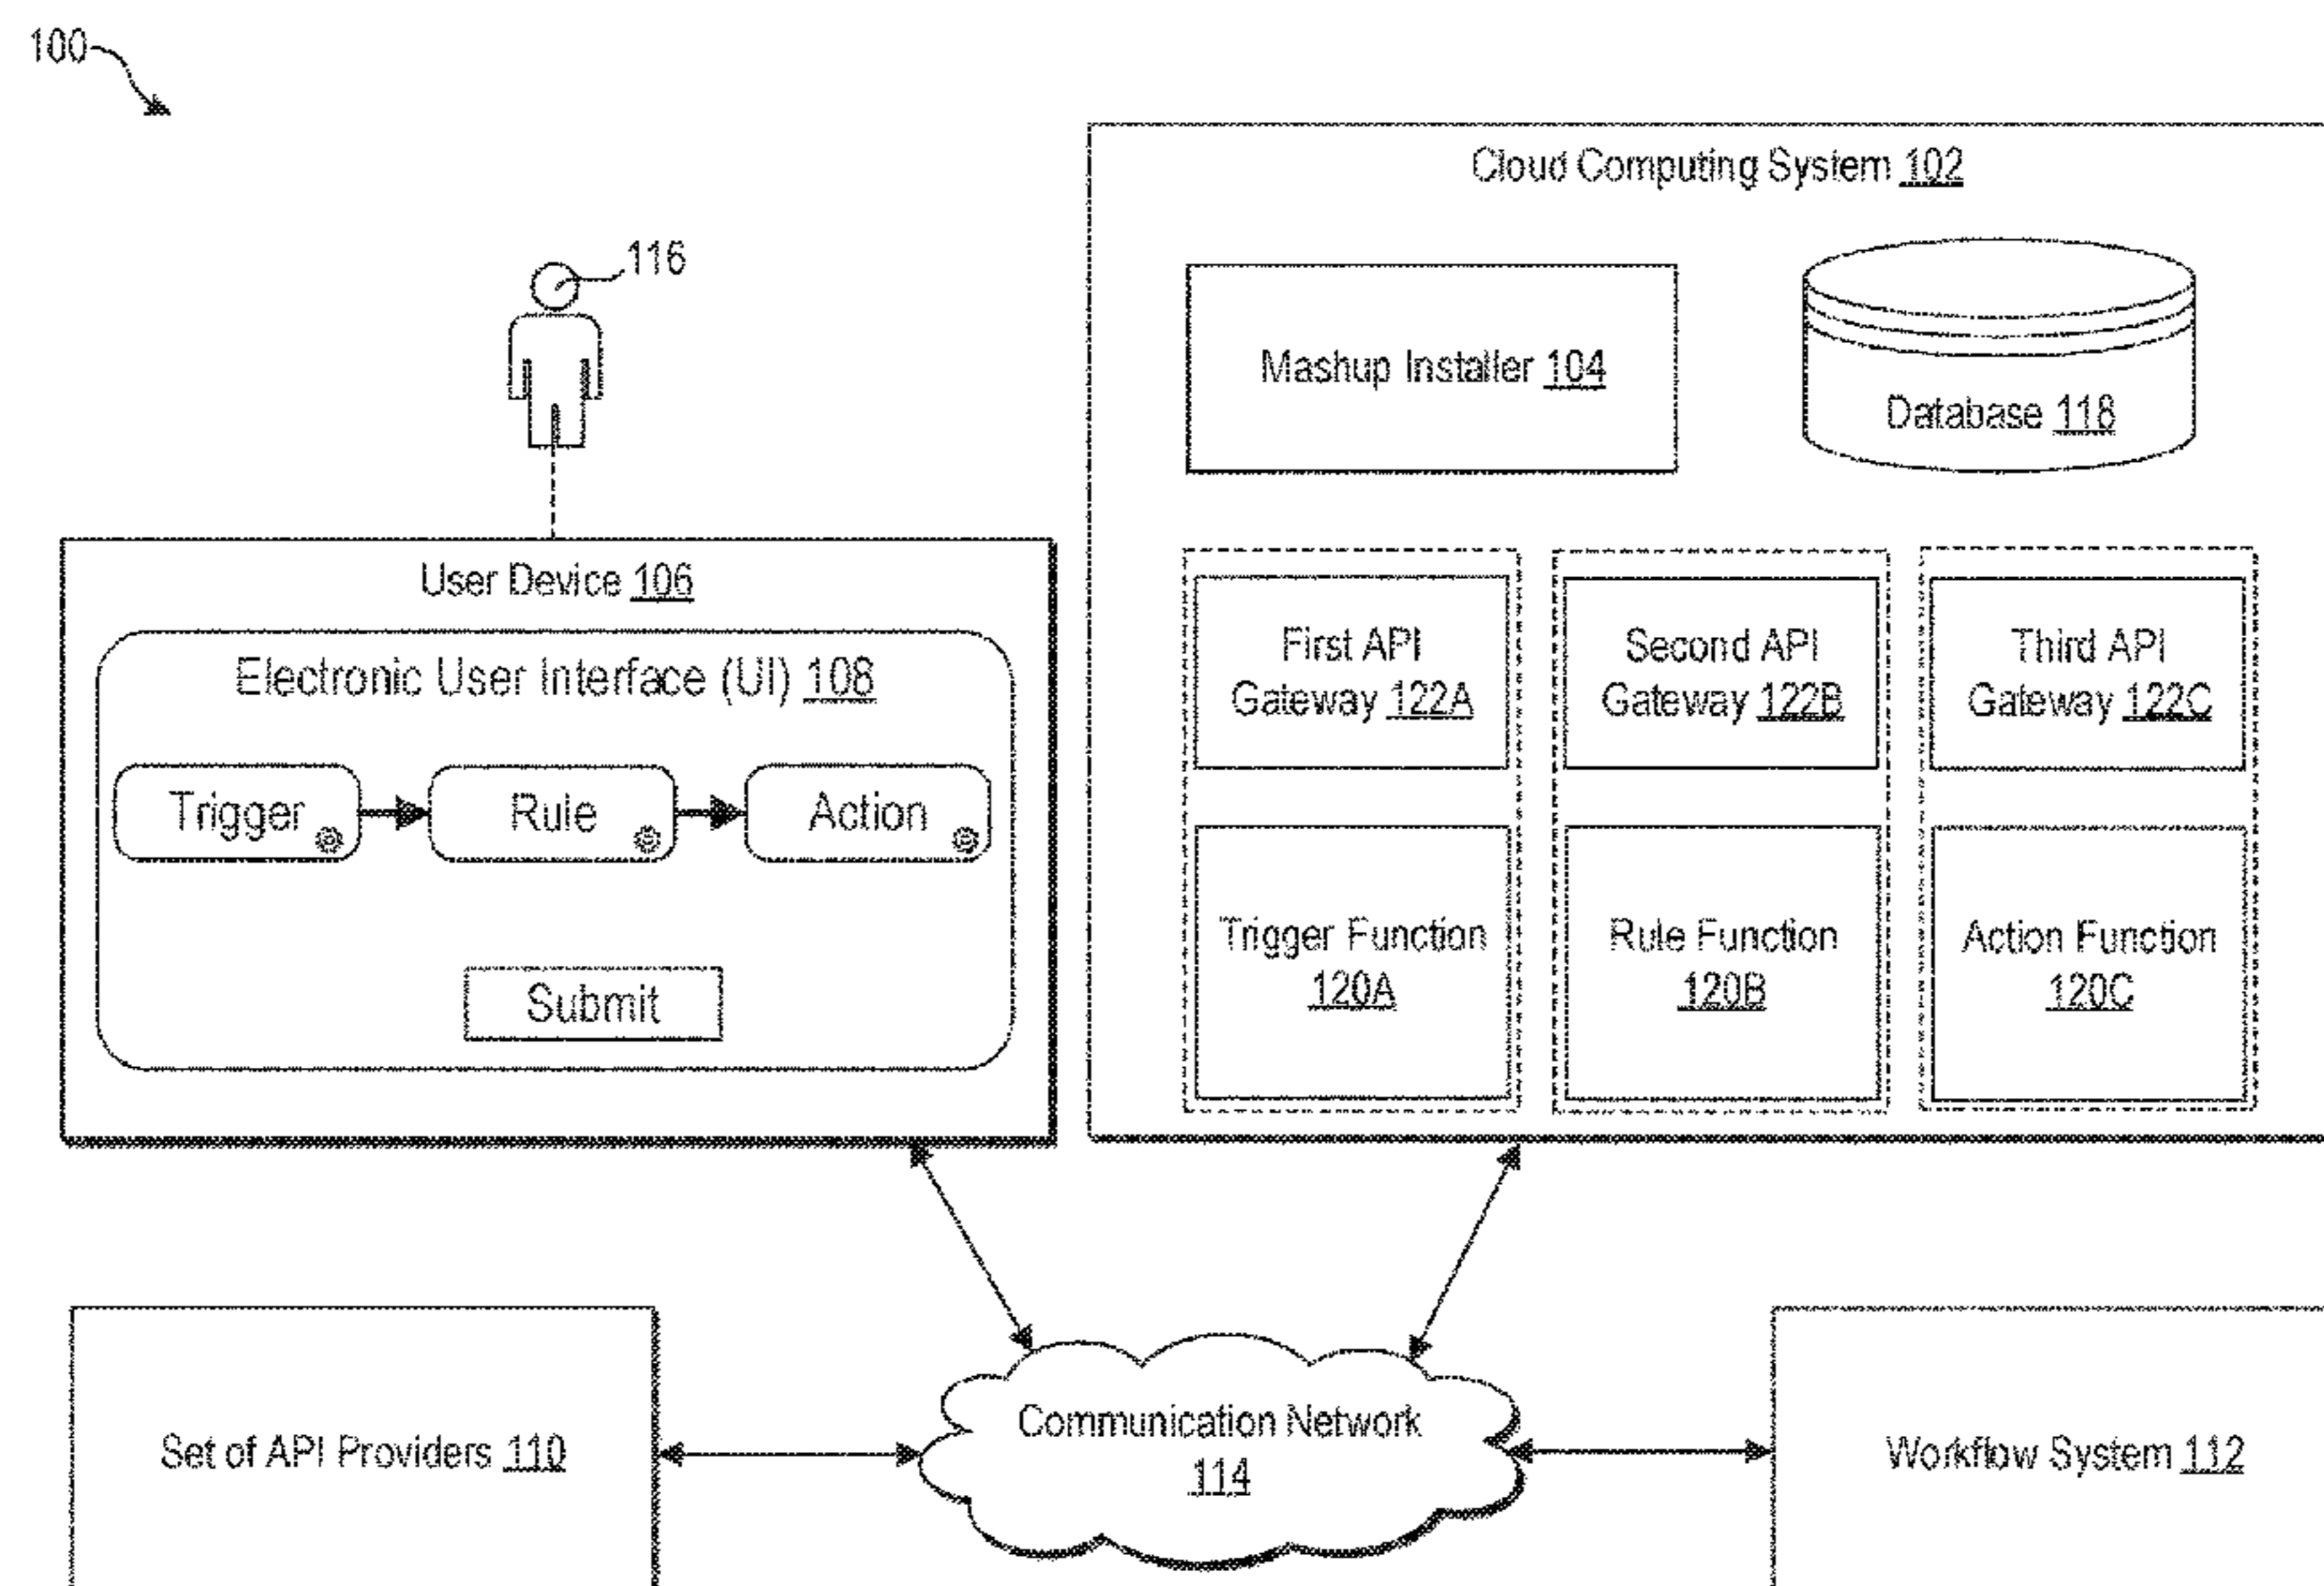 100
Cloud Computing System 102
116
Mashup Installer 104
Database 118
User Device 106
Electronic User Interface (UI) 108
Trigger
Rule
Action
Submit
First API
Gateway 122A
Second API
Gateway 122B
Third API
Gateway 122C
Trigger Function
120A
Rule Function
120B
Action Function
120C
Set of API Providers 110
Communication Network
114
Workflow System 112